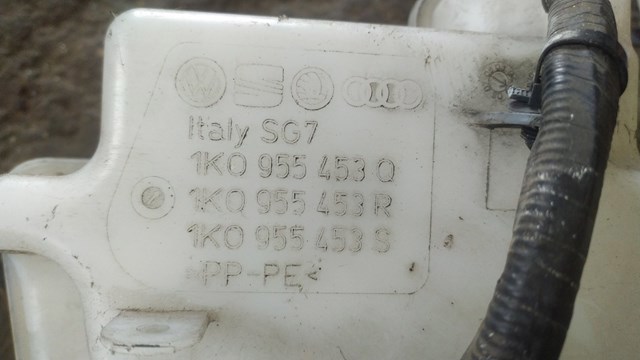 Italy SG7
1K0 955 453 Q
1K0 955 453 R
1K0 955 453 S
>PP-PE<